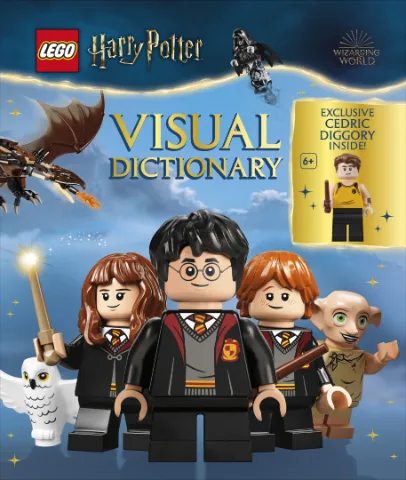 LEGO
Harry Potter
WIZARDING
WORLD
VISUAL
DICTIONARY
EXCLUSIVE
CEDRIC
DIGGORY
INSIDE!
6+